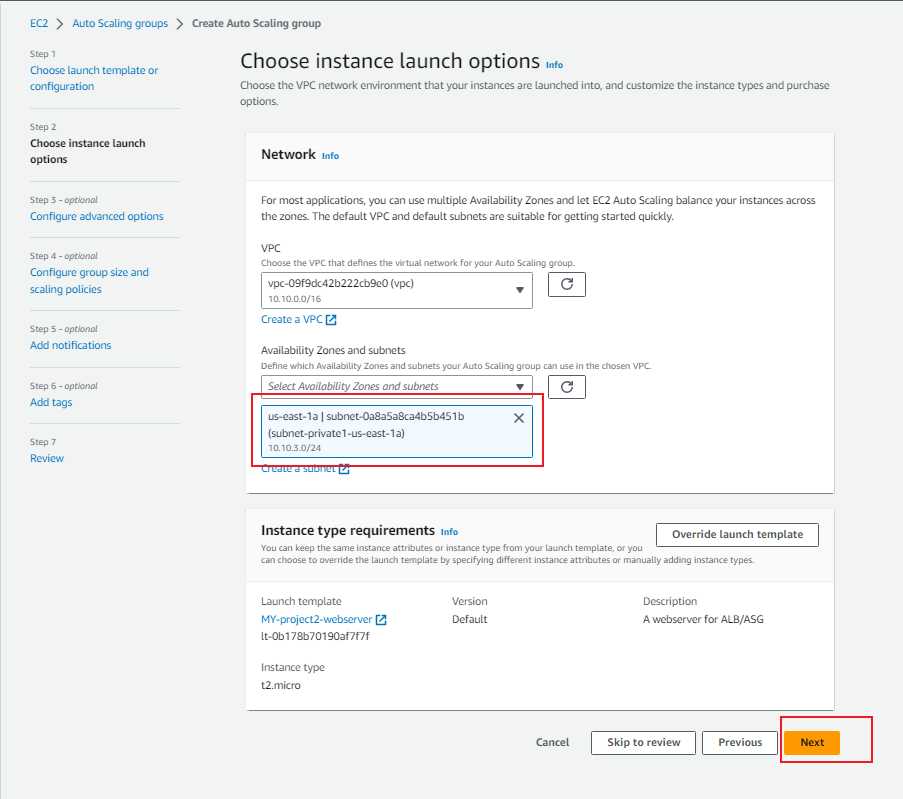 EC2 > Auto Scaling groups > Create Auto Scaling group
Step 1
Choose launch template or
configuration
Step 2
Choose instance launch
options
Step 3 - optional
Configure advanced options
Step 4 - optional
Configure group size and
scaling policies
Step 5 - optional
Add notifications
Step 6 - optional
Add tags
Step 7
Review
Choose instance launch options Info
Choose the VPC network environment that your instances are launched into, and customize the instance types and purchase
options.
Network Info
For most applications, you can use multiple Availability Zones and let EC2 Auto Scaling balance your instances across
the zones. The default VPC and default subnets are suitable for getting started quickly.
VPC
Choose the VPC that defines the virtual network for your Auto Scaling group.
vpc-09f9dc42b222cb9e0 (vpc)
10.10.0.0/16
Create a VPC
Availability Zones and subnets
Define which Availability Zones and subnets your Auto Scaling group can use in the chosen VPC.
Select Availability Zones and subnets
us-east-1a | subnet-0a8a5a8ca4b5b451b
(subnet-private1-us-east-1a)
10.10.3.0/24
Create a subnet
Instance type requirements Info
Override launch template
You can keep the same instance attributes or instance type from your launch template, or you
can choose to override the launch template by specifying different instance attributes or manually adding instance types.
Launch template
MY-project2-webserver
lt-0b178b70190af7f7f
Version
Default
Description
A webserver for ALB/ASG
Instance type
t2.micro
Cancel
Skip to review
Previous
Next